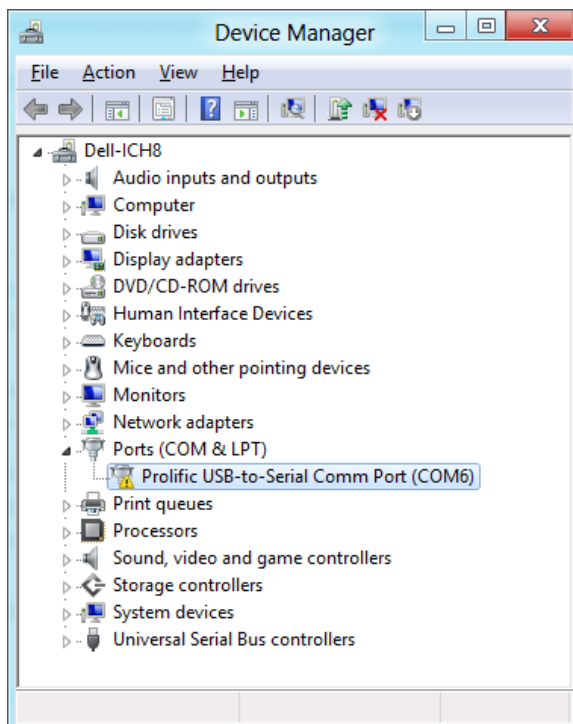 Device Manager
File Action View Help
Dell-ICH8
Audio inputs and outputs
Computer
Disk drives
Display adapters
DVD/CD-ROM drives
Human Interface Devices
Keyboards
Mice and other pointing devices
Monitors
Network adapters
Ports (COM & LPT)
Prolific USB-to-Serial Comm Port (COM6)
Print queues
Processors
Sound, video and game controllers
Storage controllers
System devices
Universal Serial Bus controllers